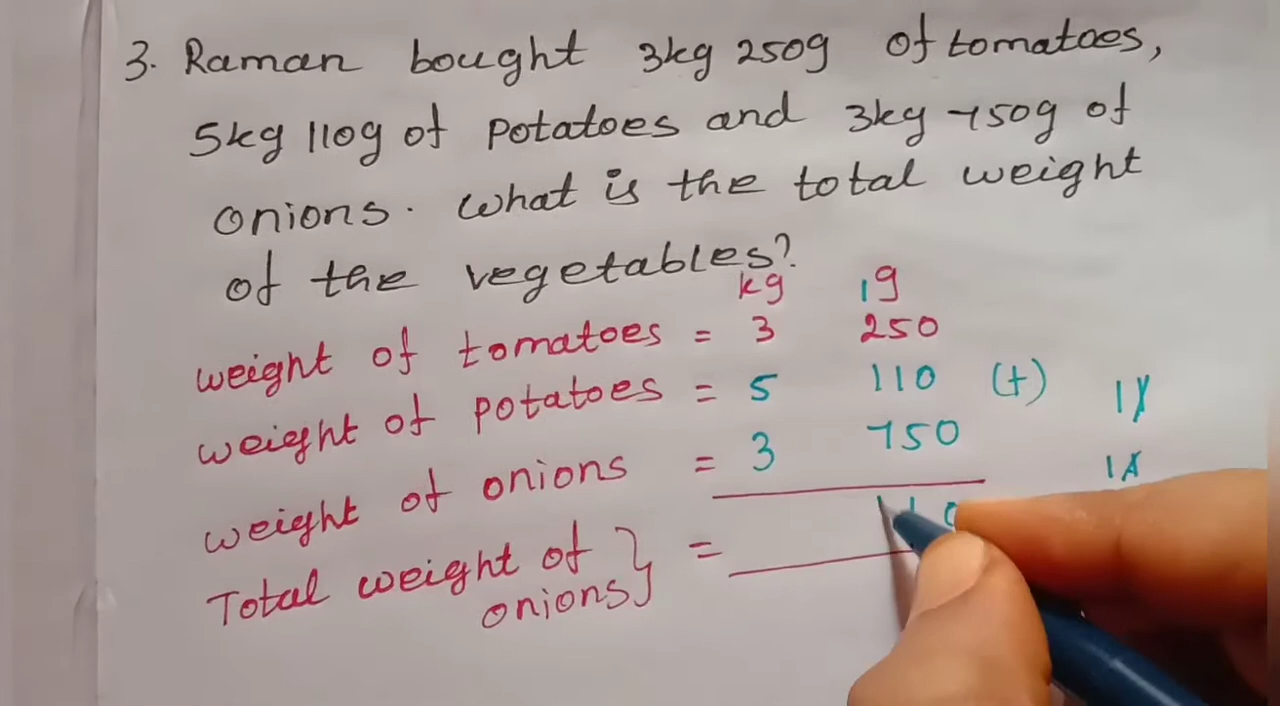 3. Raman bought 3kg 250g of tomatoes,
5kg 110g of potatoes and 3kg 750g of
onions. What is the total weight
of the vegetables?
kg 1g
weight of tomatoes = 3 250
weight of potatoes = 5 110 (+)
weight of onions = 3 750
Total weight of } =
onions